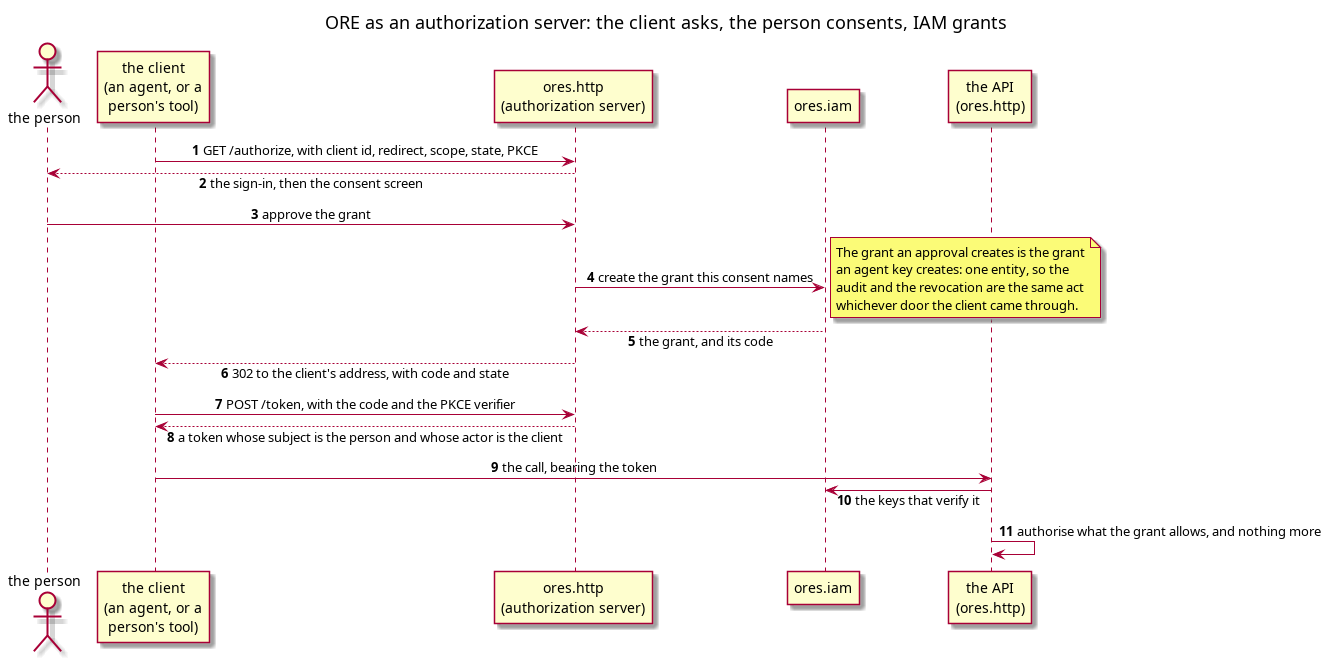 ORE as an authorization server: the client asks, the person consents, IAM grants
the person
the client
(an agent, or a
person's tool)
ores.http
(authorization server)
ores.iam
the API
(ores.http)
1 GET /authorize, with client id, redirect, scope, state, PKCE
2 the sign-in, then the consent screen
3 approve the grant
The grant an approval creates is the grant
an agent key creates: one entity, so the
audit and the revocation are the same act
whichever door the client came through.
4 create the grant this consent names
5 the grant, and its code
6 302 to the client's address, with code and state
7 POST /token, with the code and the PKCE verifier
8 a token whose subject is the person and whose actor is the client
9 the call, bearing the token
10 the keys that verify it
11 authorise what the grant allows, and nothing more
the person
the client
(an agent, or a
person's tool)
ores.http
(authorization server)
ores.iam
the API
(ores.http)